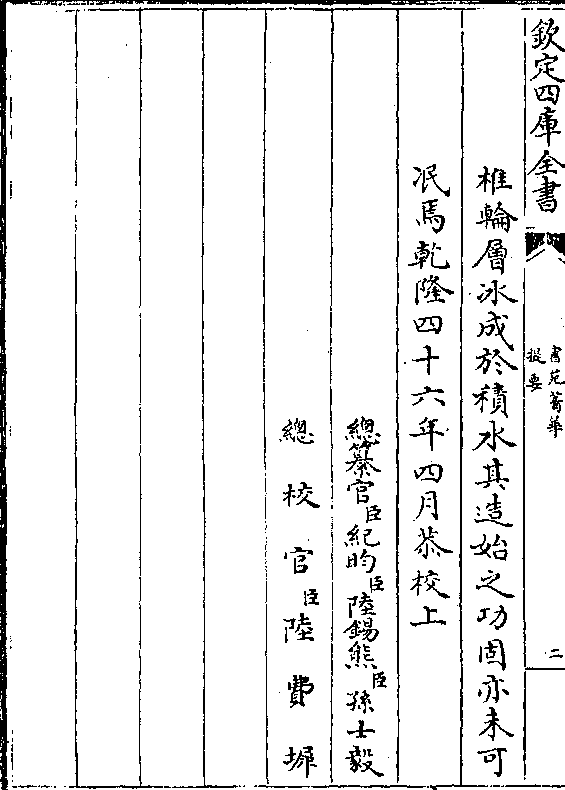 欽定四庫全書
書苑菁華
提要
二
椎輪層冰成於積水其造始之功固亦未可
泯焉乾隆四十六年四月恭校上
總纂官臣紀昀臣陸錫熊臣孫士毅
總校官臣陸費墀